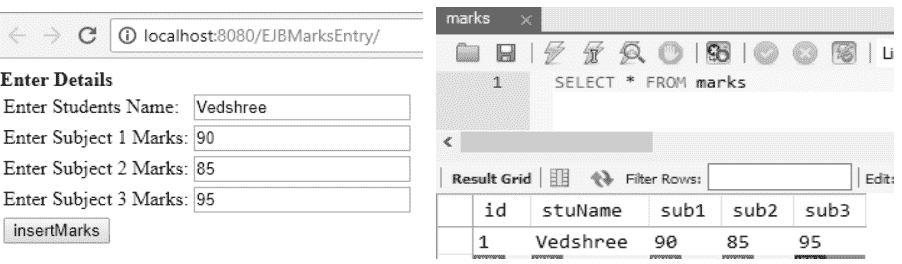 localhost:8080/EJBMarksEntry/
Enter Details
Enter Students Name: Vedshree
Enter Subject 1 Marks: 90
Enter Subject 2 Marks: 85
Enter Subject 3 Marks: 95
insertMarks
marks
Li
1 SELECT * FROM marks
Result Grid Filter Rows: Edit:
id stuName sub1 sub2 sub3
1 Vedshree 90 85 95